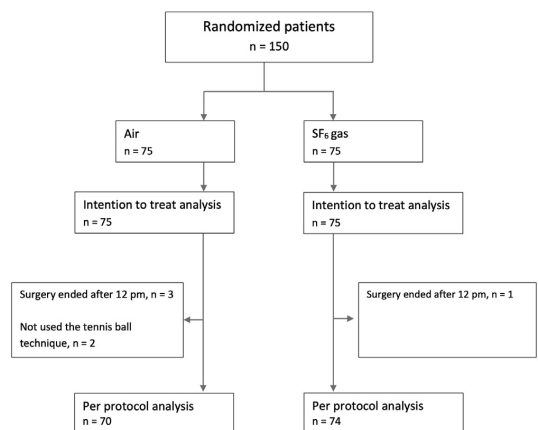 Randomized patients
n = 150
Air
n = 75
SF₆ gas
n = 75
Intention to treat analysis
n = 75
Intention to treat analysis
n = 75
Surgery ended after 12 pm, n = 3
Not used the tennis ball
technique, n = 2
Surgery ended after 12 pm, n = 1
Per protocol analysis
n = 70
Per protocol analysis
n = 74